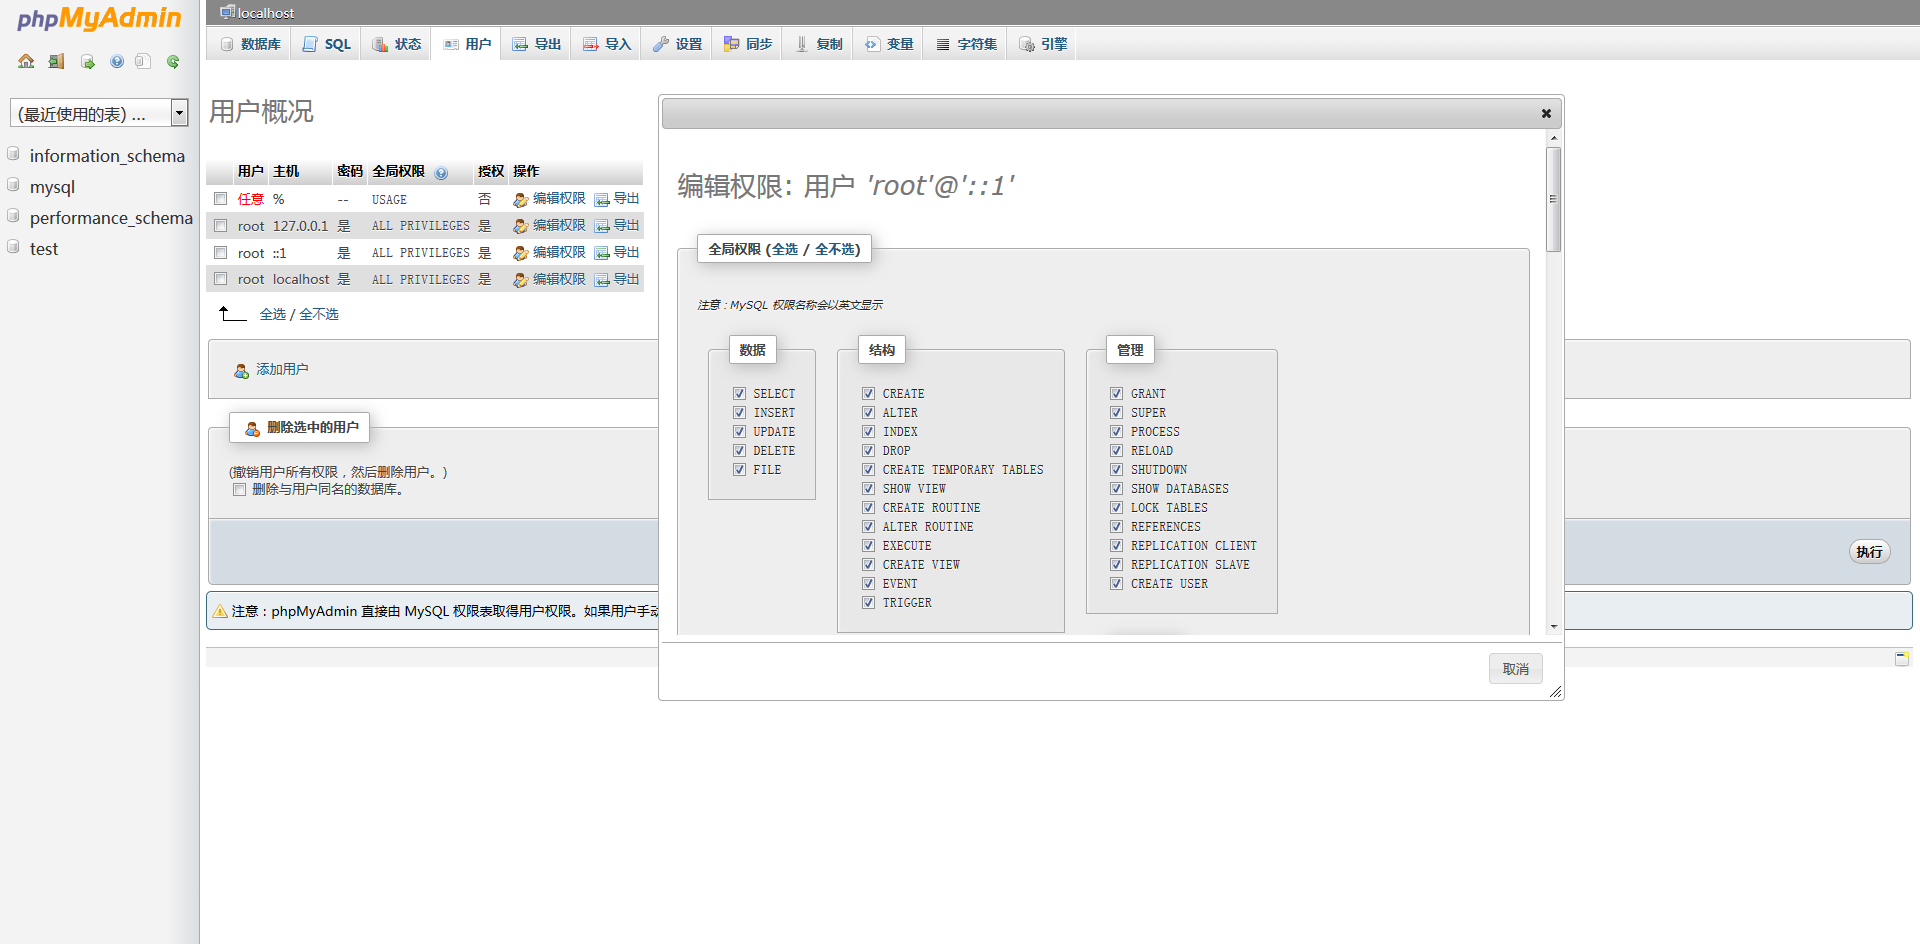 phpMyAdmin
(最近使用的表) ...
information_schema
mysql
performance_schema
test
localhost
数据库
SQL
状态
用户
导出
导入
设置
同步
复制
变量
字符集
引擎
用户概况
用户 主机 密码 全局权限 授权 操作
任意 % -- USAGE 否 编辑权限 导出
root 127.0.0.1 是 ALL PRIVILEGES 是 编辑权限 导出
root ::1 是 ALL PRIVILEGES 是 编辑权限 导出
root localhost 是 ALL PRIVILEGES 是 编辑权限 导出
全选 / 全不选
添加用户
删除选中的用户
(撤销用户所有权限，然后删除用户。)
删除与用户同名的数据库。
执行
注意：phpMyAdmin 直接由 MySQL 权限表取得用户权限。如果用户手动
编辑权限: 用户 'root'@'::1'
全局权限 (全选 / 全不选)
注意：MySQL 权限名称会以英文显示
数据
SELECT
INSERT
UPDATE
DELETE
FILE
结构
CREATE
ALTER
INDEX
DROP
CREATE TEMPORARY TABLES
SHOW VIEW
CREATE ROUTINE
ALTER ROUTINE
EXECUTE
CREATE VIEW
EVENT
TRIGGER
管理
GRANT
SUPER
PROCESS
RELOAD
SHUTDOWN
SHOW DATABASES
LOCK TABLES
REFERENCES
REPLICATION CLIENT
REPLICATION SLAVE
CREATE USER
取消